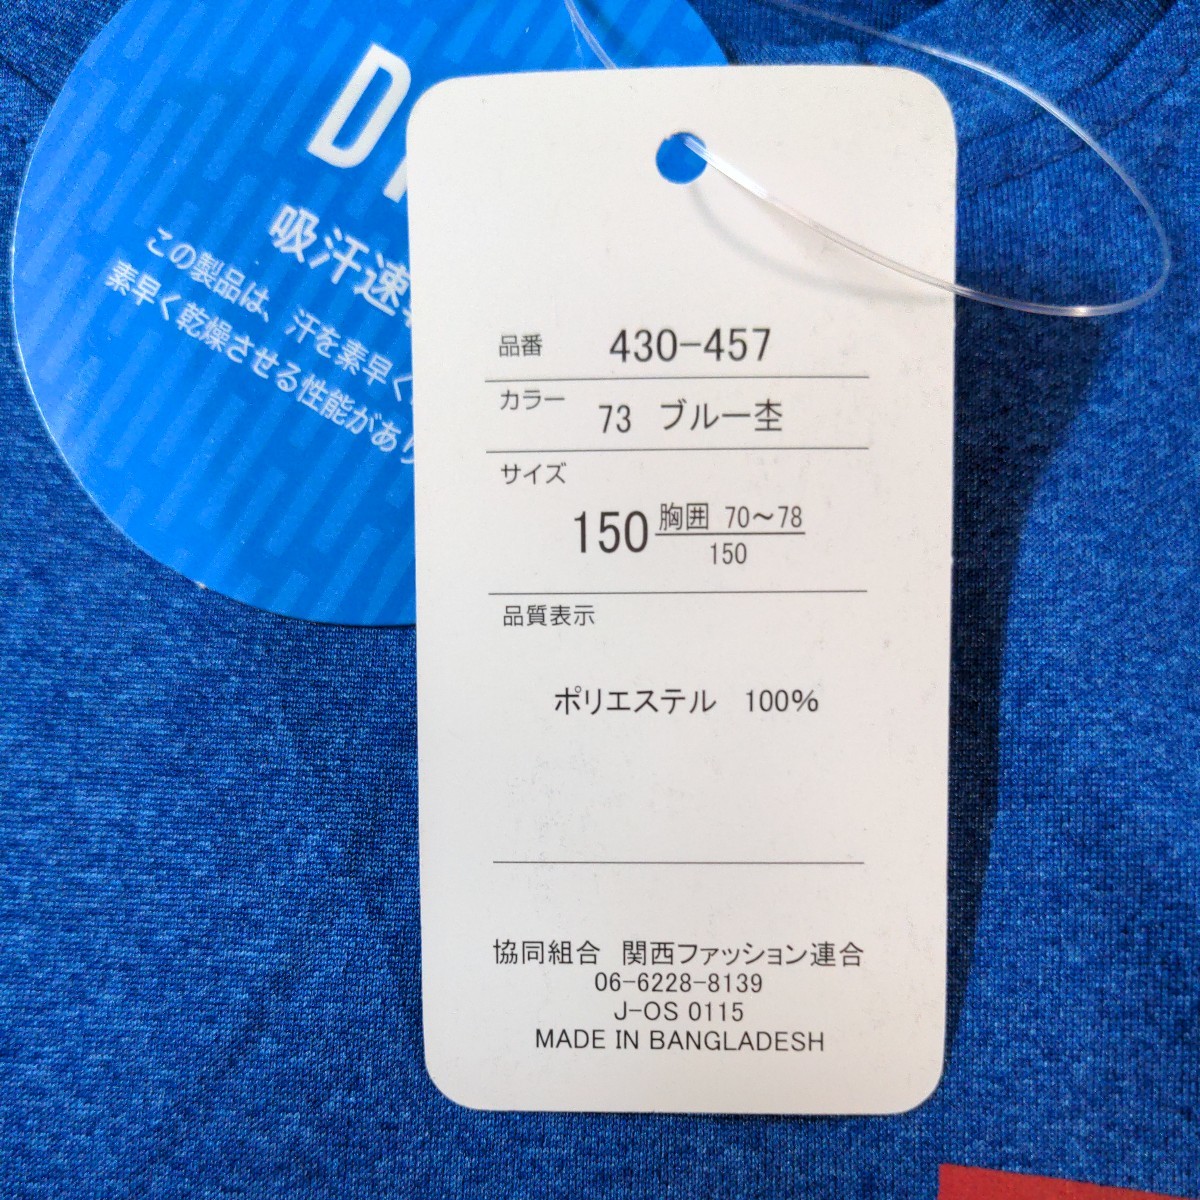 吸汗速
この製品は、汗を素早く
素早く乾燥させる性能があり
品番 430-457
カラー 73 ブルー杢
サイズ
150 胸囲 70～78
150
品質表示
ポリエステル 100%
協同組合 関西ファッション連合
06-6228-8139
J-OS 0115
MADE IN BANGLADESH